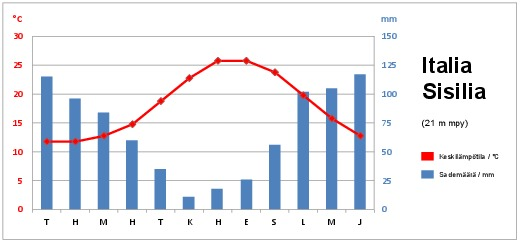 °C
mm
30
150
25
125
20
100
15
75
10
50
5
25
0
0
T H M H T K H E S L M J
Italia
Sisilia
(21 m mpy)
Keskilämpötila / °C
Sademäärä / mm